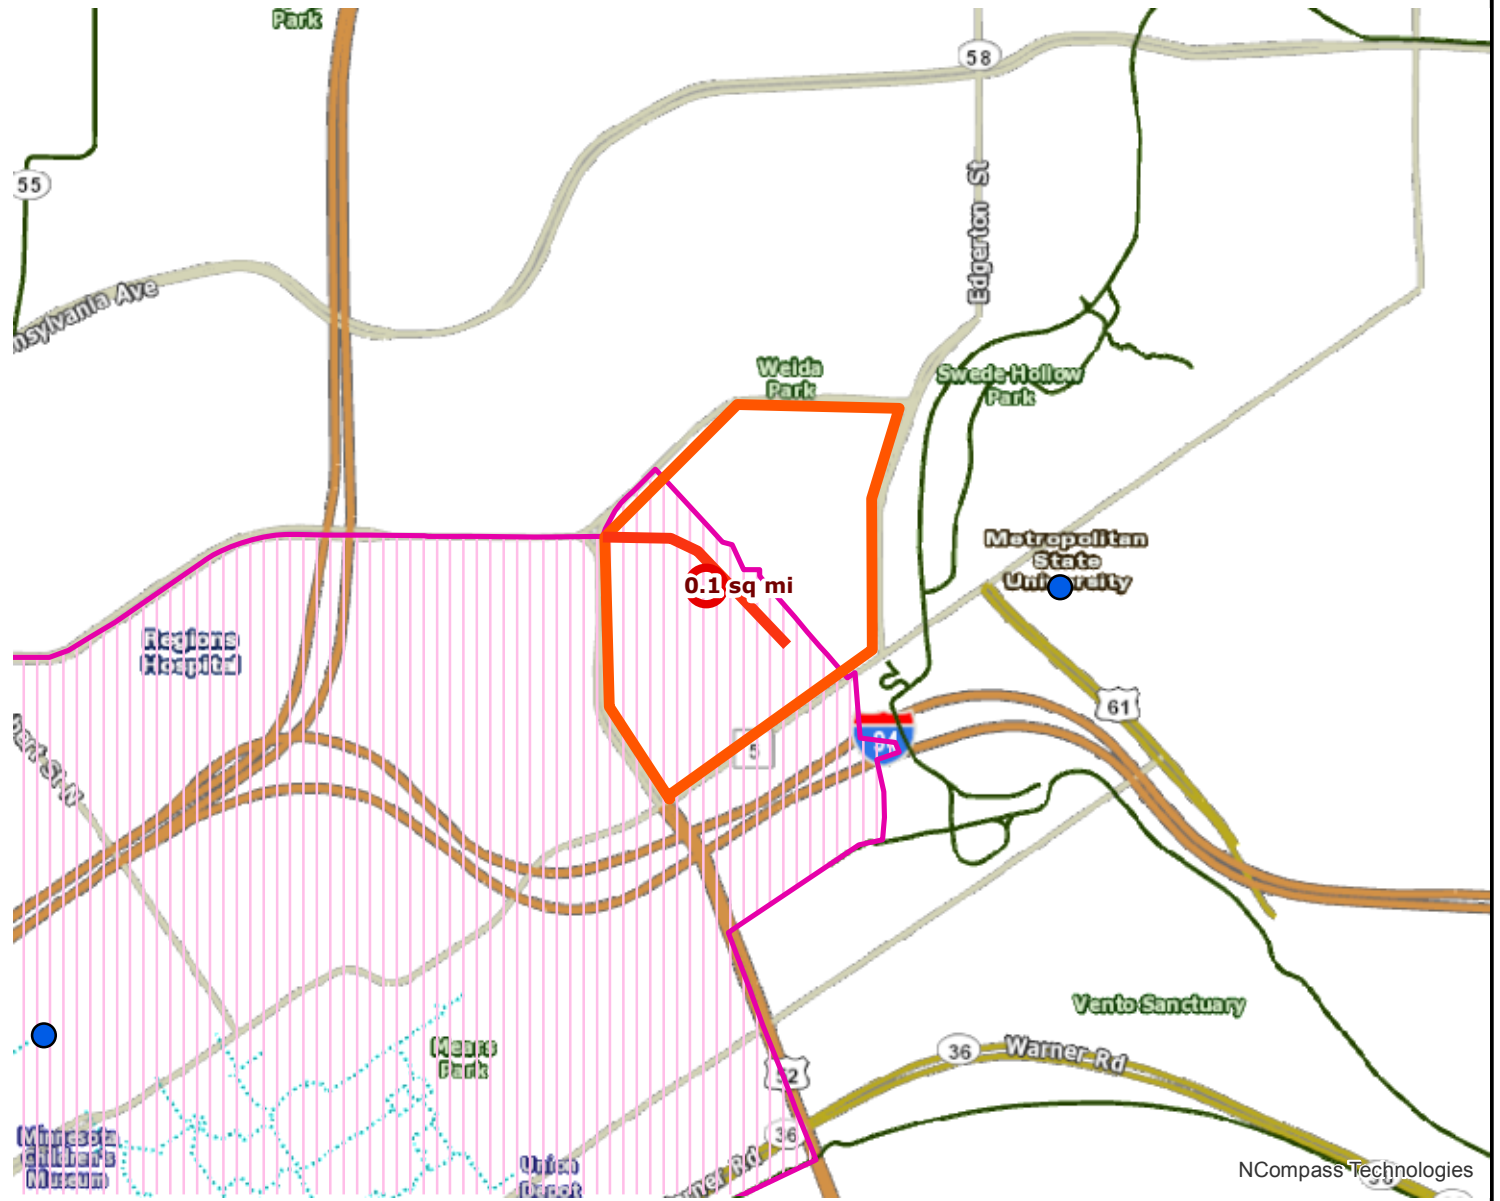 Park
58
55
Edgerton St
nsylvania Ave
Weida
Park
Swede Hollow
Park
Metropolitan
State
University
0.1 sq mi
Regions
Hospital
61
5
94
Vento Sanctuary
36
Warner Rd
Mears
Park
52
36
Minnesota
Children's
Museum
Union
Depot
rner Rd
NCompass Technologies